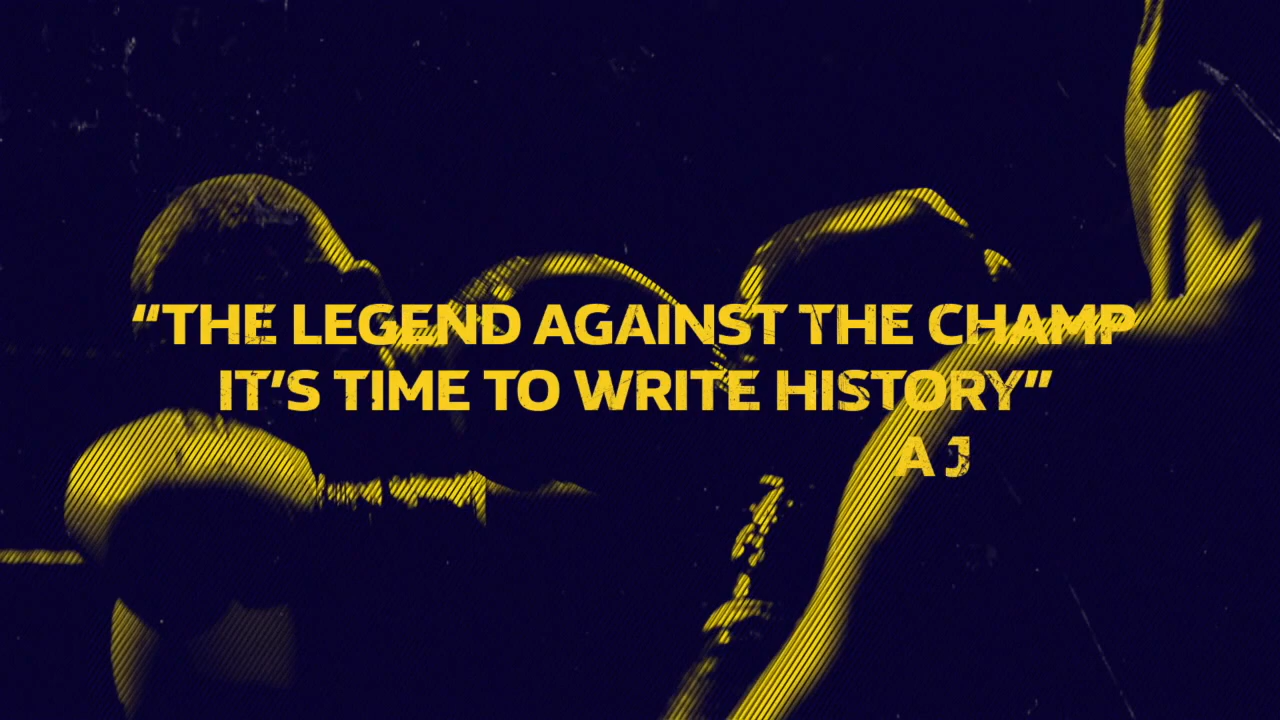 “THE LEGEND AGAINST THE CHAMP
IT’S TIME TO WRITE HISTORY”
A J